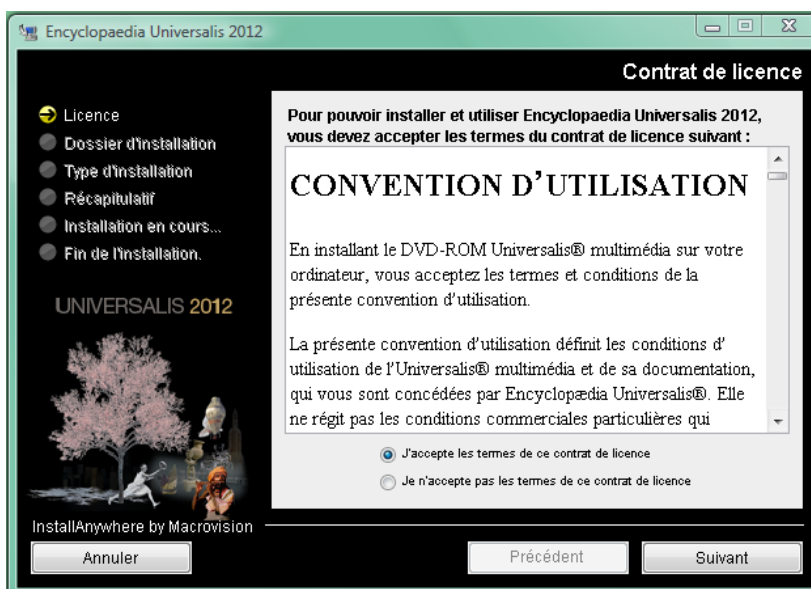 Encyclopaedia Universalis 2012
Contrat de licence
Licence
Dossier d'installation
Type d'installation
Récapitulatif
Installation en cours...
Fin de l'installation.
UNIVERSALIS 2012
Pour pouvoir installer et utiliser Encyclopaedia Universalis 2012,
vous devez accepter les termes du contrat de licence suivant :
CONVENTION D’UTILISATION
En installant le DVD-ROM Universalis® multimédia sur votre
ordinateur, vous acceptez les termes et conditions de la
présente convention d’utilisation.
La présente convention d’utilisation définit les conditions d’
utilisation de l’Universalis® multimédia et de sa documentation,
qui vous sont concédées par Encyclopædia Universalis®. Elle
ne régit pas les conditions commerciales particulières qui
J'accepte les termes de ce contrat de licence
Je n'accepte pas les termes de ce contrat de licence
InstallAnywhere by Macrovision
Annuler
Précédent
Suivant